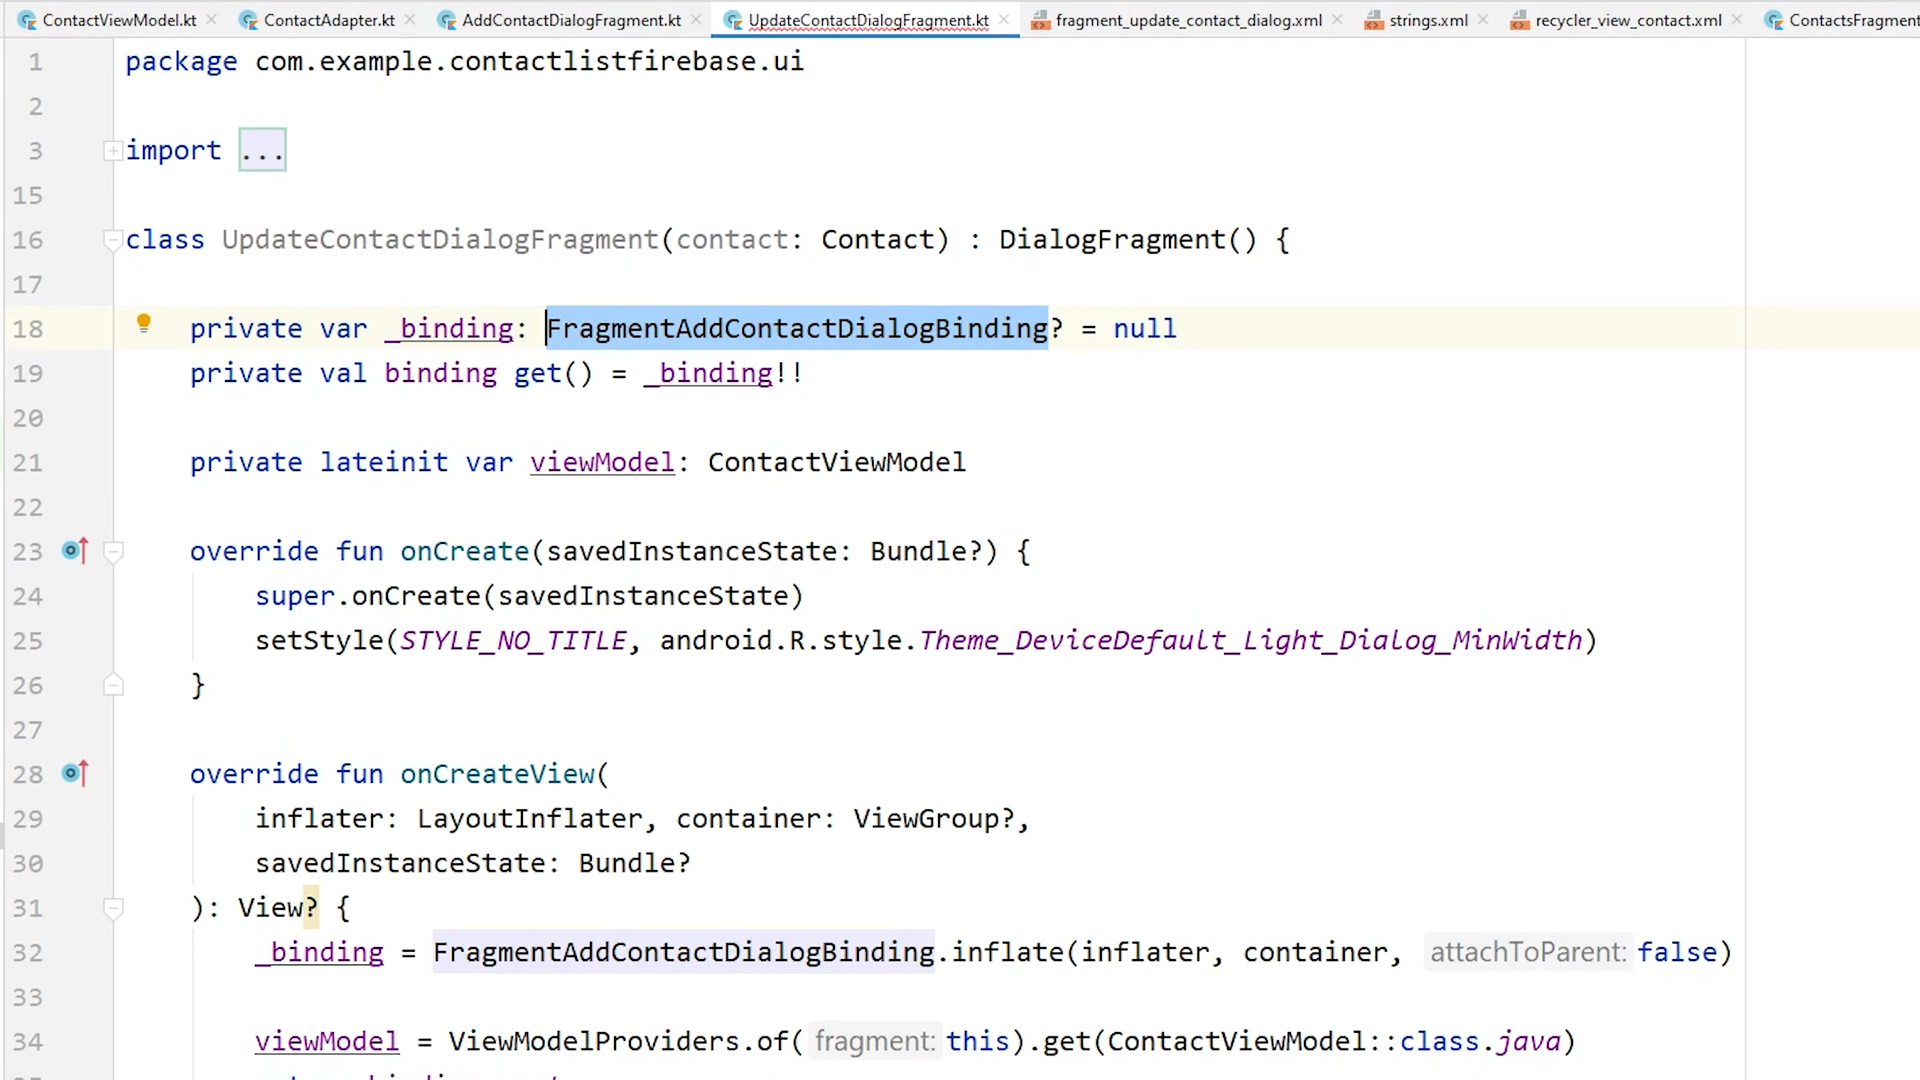 ContactViewModel.kt ContactAdapter.kt AddContactDialogFragment.kt UpdateContactDialogFragment.kt fragment_update_contact_dialog.xml strings.xml recycler_view_contact.xml ContactsFragment
1 package com.example.contactlistfirebase.ui
2
3 import ...
15
16 class UpdateContactDialogFragment(contact: Contact) : DialogFragment() {
17
18 private var _binding: FragmentAddContactDialogBinding? = null
19 private val binding get() = _binding!!
20
21 private lateinit var viewModel: ContactViewModel
22
23 override fun onCreate(savedInstanceState: Bundle?) {
24 super.onCreate(savedInstanceState)
25 setStyle(STYLE_NO_TITLE, android.R.style.Theme_DeviceDefault_Light_Dialog_MinWidth)
26 }
27
28 override fun onCreateView(
29 inflater: LayoutInflater, container: ViewGroup?,
30 savedInstanceState: Bundle?
31 ): View? {
32 _binding = FragmentAddContactDialogBinding.inflate(inflater, container, attachToParent: false)
33
34 viewModel = ViewModelProviders.of( fragment: this).get(ContactViewModel::class.java)